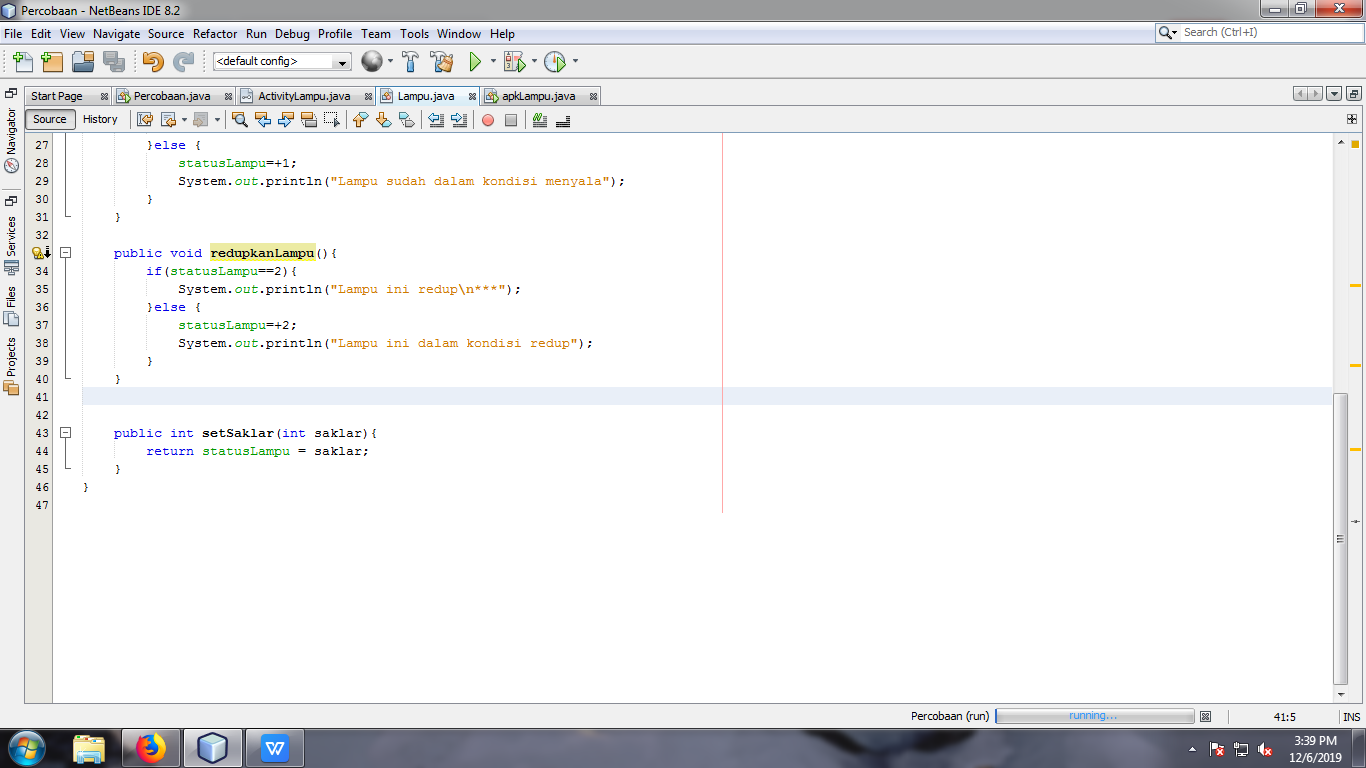 Percobaan - NetBeans IDE 8.2
File Edit View Navigate Source Refactor Run Debug Profile Team Tools Window Help
Search (Ctrl+I)
<default config>
Start Page Percobaan.java ActivityLampu.java Lampu.java apkLampu.java
Source History
Navigator
Services
Files
Projects
27 }else {
28 statusLampu=+1;
29 System.out.println("Lampu sudah dalam kondisi menyala");
30 }
31 }
32
public void redupkanLampu(){
34 if(statusLampu==2){
35 System.out.println("Lampu ini redup\n***");
36 }else {
37 statusLampu=+2;
38 System.out.println("Lampu ini dalam kondisi redup");
39 }
40 }
41
42
43 public int setSaklar(int saklar){
44 return statusLampu = saklar;
45 }
46 }
47
Percobaan (run) running... 41:5 INS
3:39 PM
12/6/2019